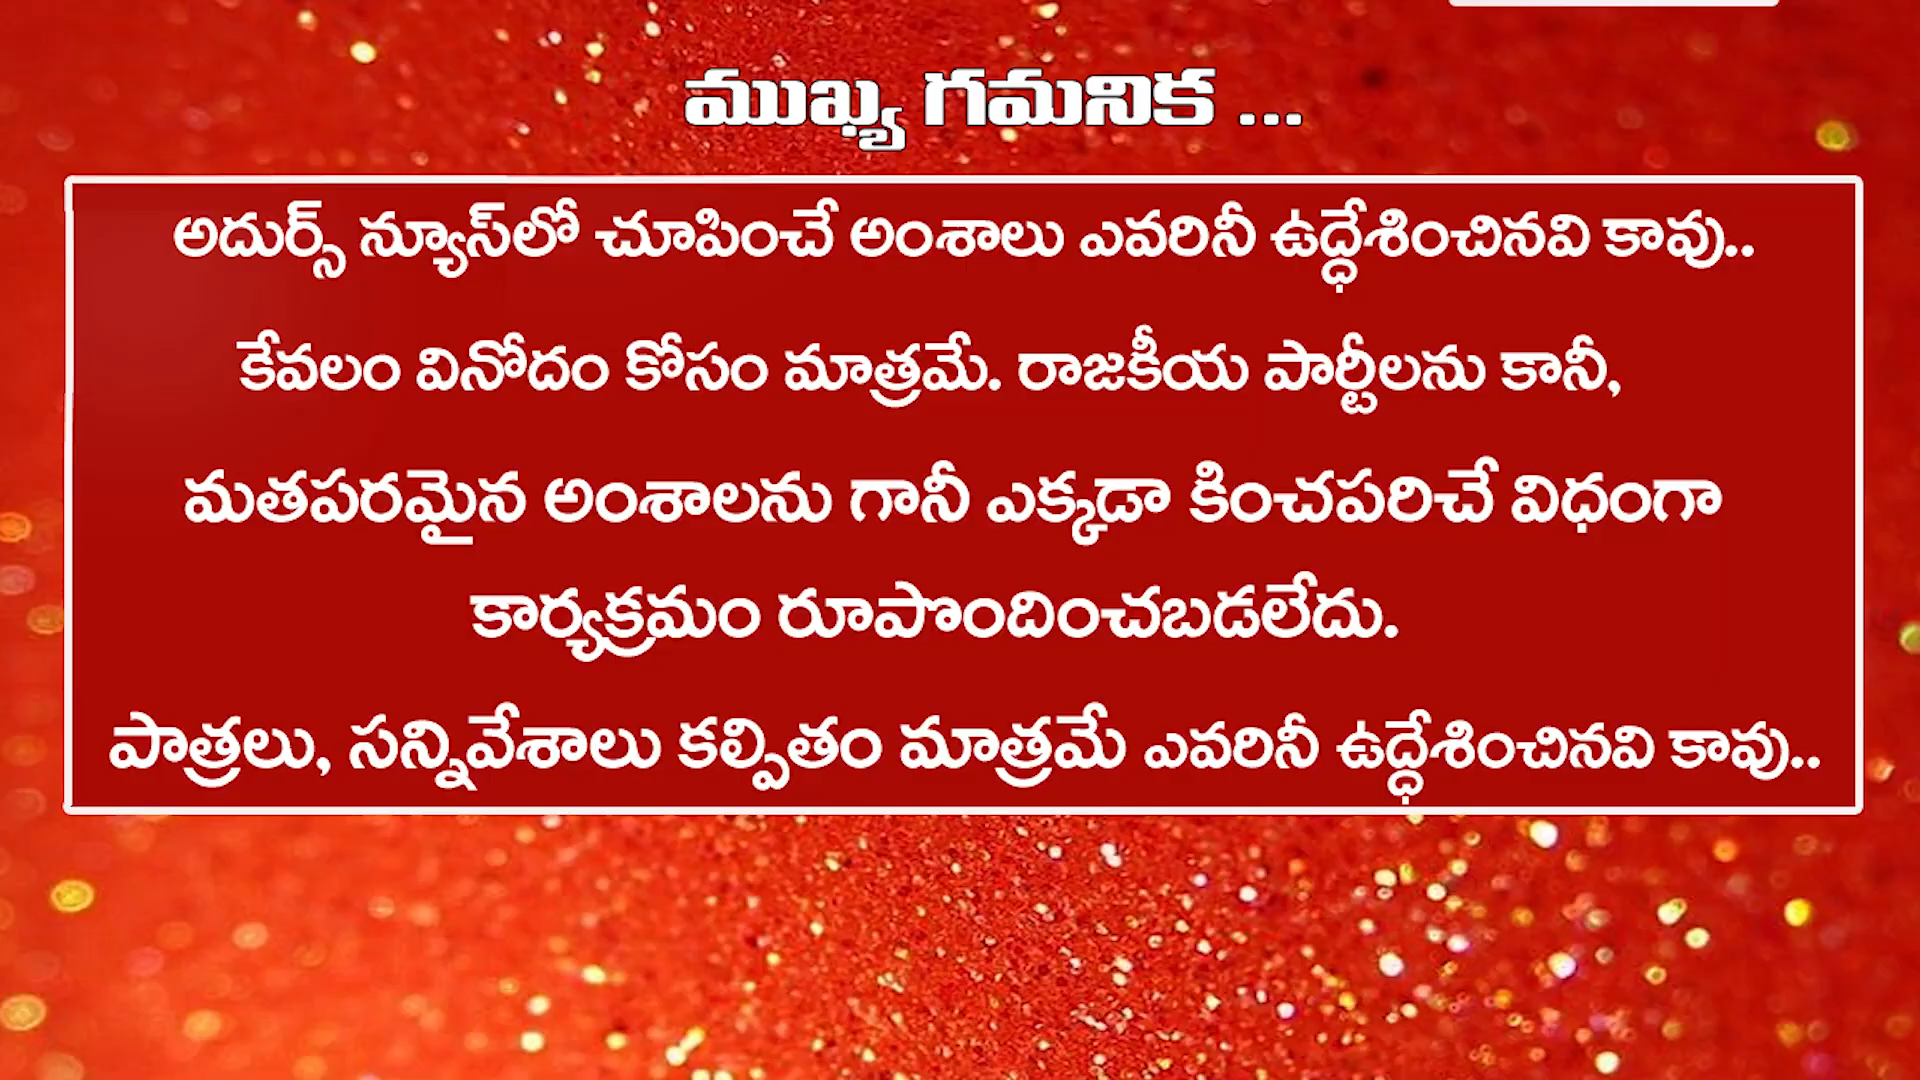 ముఖ్య గమనిక ...
అదుర్స్ న్యూస్‌లో చూపించే అంశాలు ఎవరినీ ఉద్ధేశించినవి కావు..
కేవలం వినోదం కోసం మాత్రమే. రాజకీయ పార్టీలను కానీ,
మతపరమైన అంశాలను గానీ ఎక్కడా కించపరిచే విధంగా
కార్యక్రమం రూపొందించబడలేదు.
పాత్రలు, సన్నివేశాలు కల్పితం మాత్రమే ఎవరినీ ఉద్ధేశించినవి కావు..